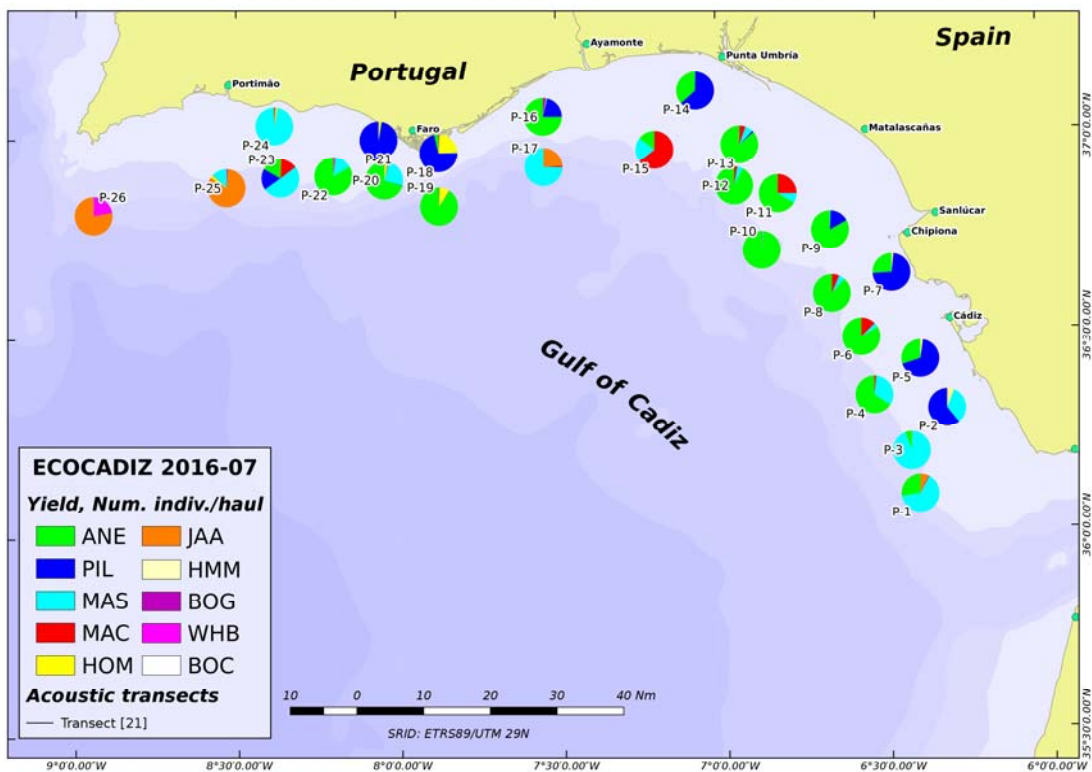 Spain
Ayamonte
Punta Umbría
Portugal
Portimão
P-14
P-16
Faro
Matalascañas
37°0'0.00"N
P-24
P-21
P-17
P-15
P-13
P-23
P-18
P-25
P-22
P-20
P-19
P-12
P-11
P-26
Sanlúcar
P-10
P-9
Chipiona
P-7
P-8
Cádiz
36°30'0.00"N
P-6
Gulf of Cadiz
P-5
P-4
P-2
P-3
P-1
36°0'0.00"N
ECOCADIZ 2016-07
Yield, Num. indiv./haul
ANE JAA
PIL HMM
MAS BOG
MAC WHB
HOM BOC
Acoustic transects
Transect [21]
10 0 10 20 30 40 Nm
SRID: ETRS89/UTM 29N
35°30'0.00"N
9°0'0.00"W 8°30'0.00"W 8°0'0.00"W 7°30'0.00"W 7°0'0.00"W 6°30'0.00"W 6°0'0.00"W